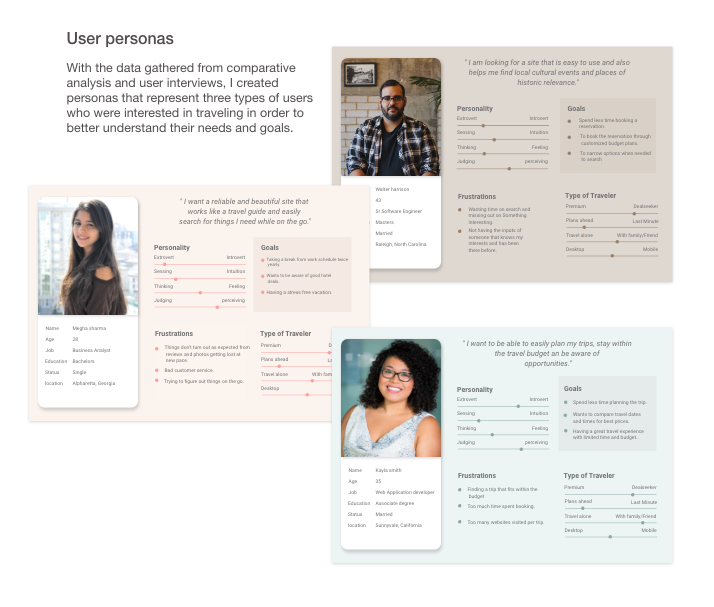 User personas
With the data gathered from comparative
analysis and user interviews, I created
personas that represent three types of users
who were interested in traveling in order to
better understand their needs and goals.
" I am looking for a site that is easy to use and also
helps me find local cultural events and places of
historic relevance."
Personality
Extrovert Introvert
Sensing Intuition
Thinking Feeling
Judging perceiving
Goals
Spend less time booking a
reservation.
To book the reservation through
customized budget plans.
To narrow options when needed
to search
Walter harrison
43
Sr Software Engineer
Masters
Married
Raleigh, North Carolina
Frustrations
Wasting time on search and
missing out on Something
interesting.
Not having the inputs of
someone that knows my
interests and has been
there before.
Type of Traveler
Premium Dealseeker
Plans ahead Last Minute
Travel alone With family/Friend
Desktop Mobile
" I want a reliable and beautiful site that
works like a travel guide and easily
search for things I need while on the go."
Personality
Extrovert Introvert
Sensing Intuition
Thinking Feeling
Judging perceiving
Goals
Taking a break from work schedule twice
yearly.
Wants to be aware of good hotel
deals.
Having a stress free vacation.
Name Megha sharma
Age 28
Job Business Analyst
Education Bachelors
Status Single
location Alpharetta, Georgia
Frustrations
Things don't turn out as expected from
reviews and photos getting lost at
new pace
Bad customer service.
Trying to figure out things on the go.
Type of Traveler
Premium D
Plans ahead La
Travel alone With fam
Desktop
" I want to be able to easily plan my trips, stay within
the travel budget an be aware of
opportunities."
Personality
Extrovert Introvert
Sensing Intuition
Thinking Feeling
Judging perceiving
Goals
Spend less time planning the trip.
Wants to compare travel dates
and times for best prices.
Having a great travel experience
with limited time and budget.
Name Kayla smith
Age 35
Job Web Application developer
Education Associate degree
Status Married
location Sunnyvale, California
Frustrations
Finding a trip that fits within the
budget
Too much time spent booking.
Too many websites visited per trip.
Type of Traveler
Premium Dealseeker
Plans ahead Last Minute
Travel alone With family/Friend
Desktop Mobile